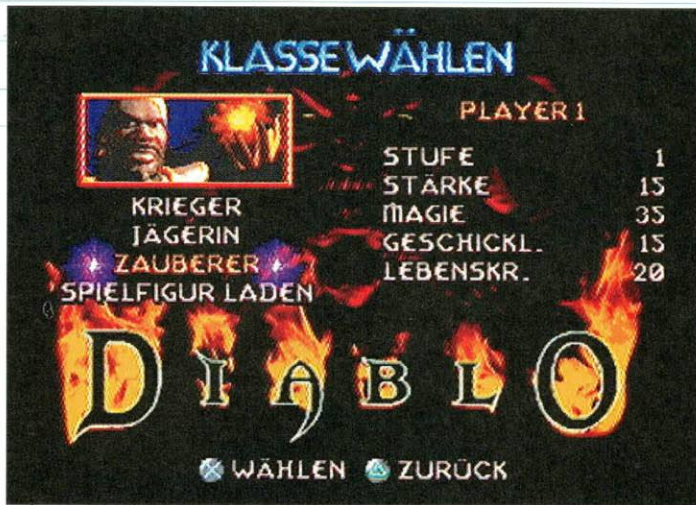 KLASSE WÄHLEN
PLAYER 1
STUFE 1
STÄRKE 15
MAGIE 35
GESCHICKL. 15
LEBENSKR. 20
KRIEGER
JÄGERIN
ZAUBERER
SPIELFIGUR LADEN
DIABLO
WÄHLEN ZURÜCK